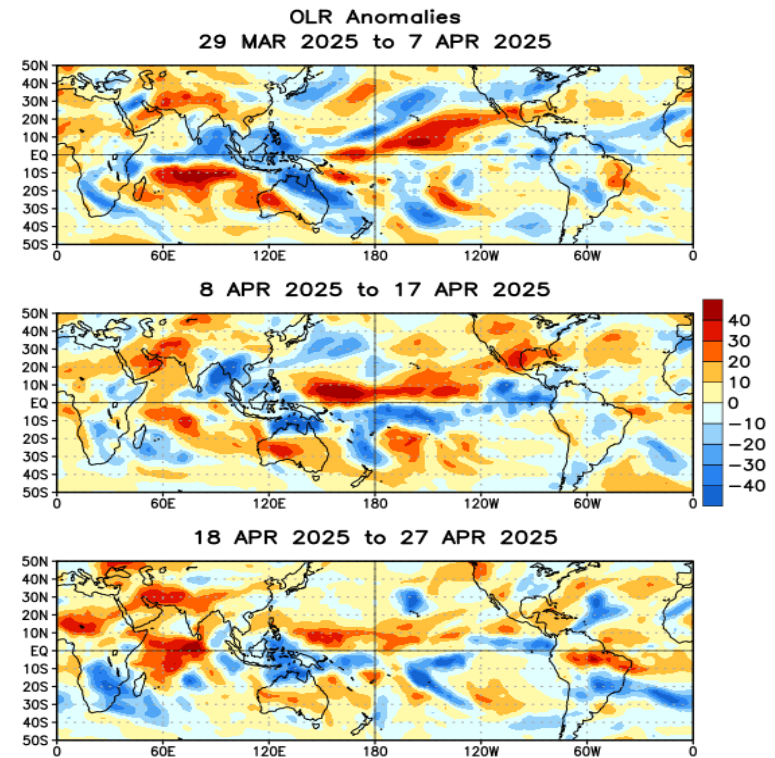 OLR Anomalies
29 MAR 2025 to 7 APR 2025
50N
40N
30N
20N
10N
EQ
10S
20S
30S
40S
50S
0 60E 120E 180 120W 60W 0
8 APR 2025 to 17 APR 2025
50N
40N
30N
20N
10N
EQ
10S
20S
30S
40S
50S
0 60E 120E 180 120W 60W 0
40
30
20
10
0
−10
−20
−30
−40
18 APR 2025 to 27 APR 2025
50N
40N
30N
20N
10N
EQ
10S
20S
30S
40S
50S
0 60E 120E 180 120W 60W 0